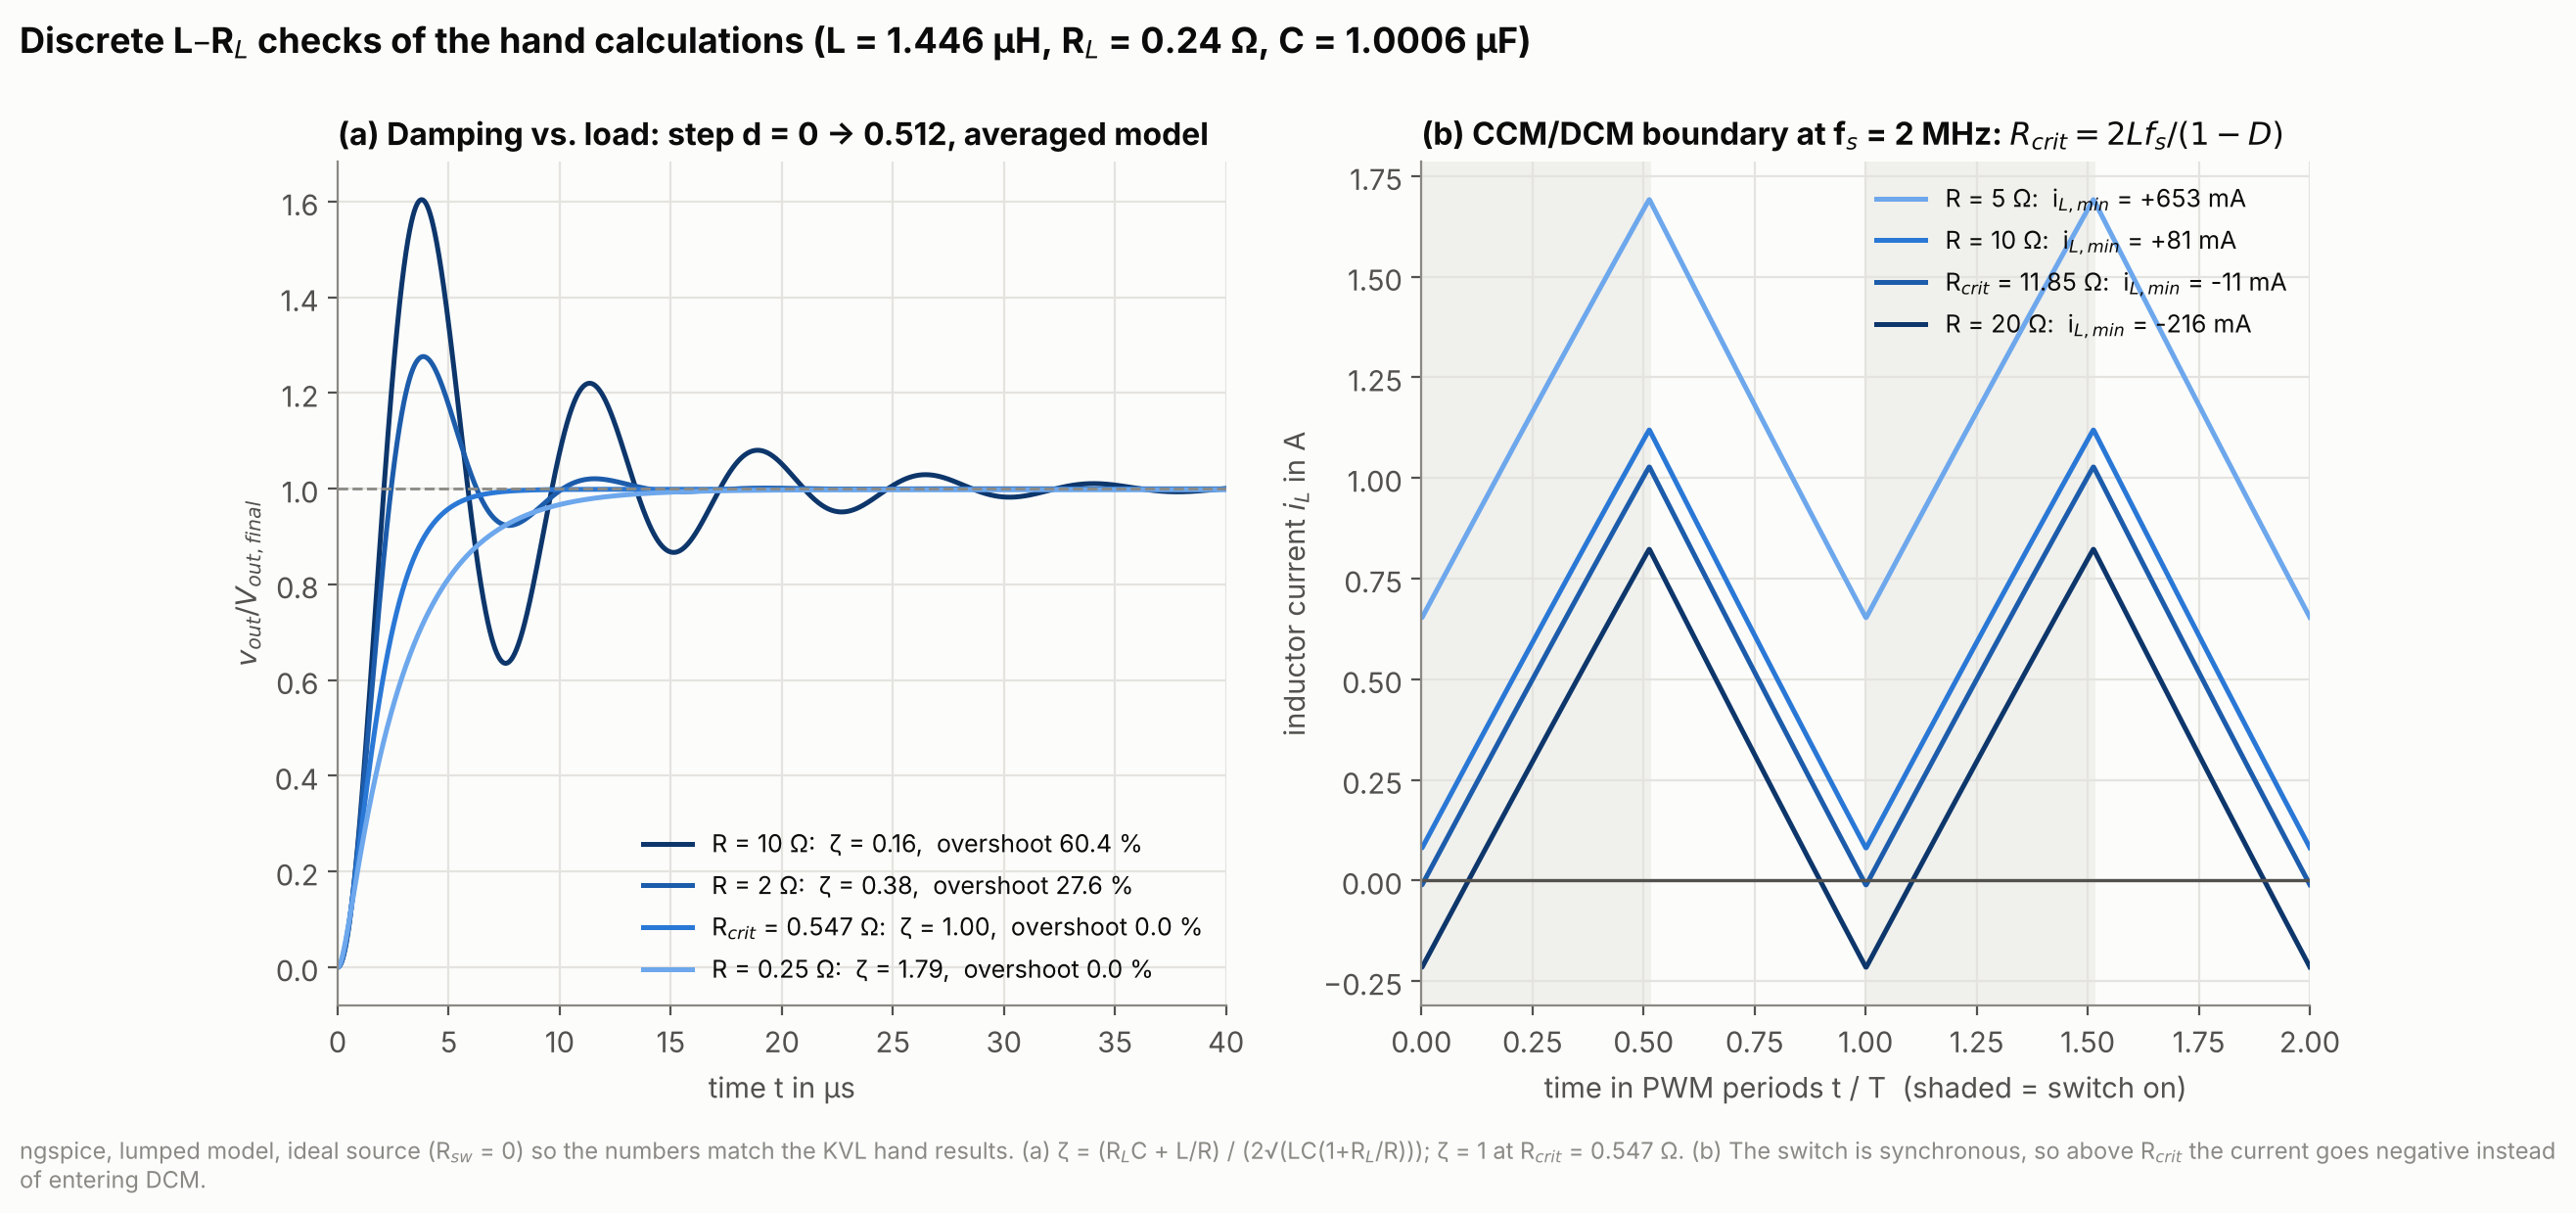 Discrete L–R_L checks of the hand calculations (L = 1.446 µH, R_L = 0.24 Ω, C = 1.0006 µF)
(a) Damping vs. load: step d = 0 → 0.512, averaged model
1.6
1.4
1.2
1.0
0.8
0.6
0.4
0.2
0.0
v_out/V_out, final
R = 10 Ω: ζ = 0.16, overshoot 60.4 %
R = 2 Ω: ζ = 0.38, overshoot 27.6 %
R_crit = 0.547 Ω: ζ = 1.00, overshoot 0.0 %
R = 0.25 Ω: ζ = 1.79, overshoot 0.0 %
0 5 10 15 20 25 30 35 40
time t in µs
(b) CCM/DCM boundary at f_s = 2 MHz: R_crit = 2Lf_s/(1 − D)
1.75
1.50
1.25
1.00
0.75
0.50
0.25
0.00
−0.25
inductor current i_L in A
R = 5 Ω: i_L, min = +653 mA
R = 10 Ω: i_L, min = +81 mA
R_crit = 11.85 Ω: i_L, min = -11 mA
R = 20 Ω: i_L, min = -216 mA
0.00 0.25 0.50 0.75 1.00 1.25 1.50 1.75 2.00
time in PWM periods t / T (shaded = switch on)
ngspice, lumped model, ideal source (R_sw = 0) so the numbers match the KVL hand results. (a) ζ = (R_LC + L/R) / (2√(LC(1+R_L/R))); ζ = 1 at R_crit = 0.547 Ω. (b) The switch is synchronous, so above R_crit the current goes negative instead
of entering DCM.